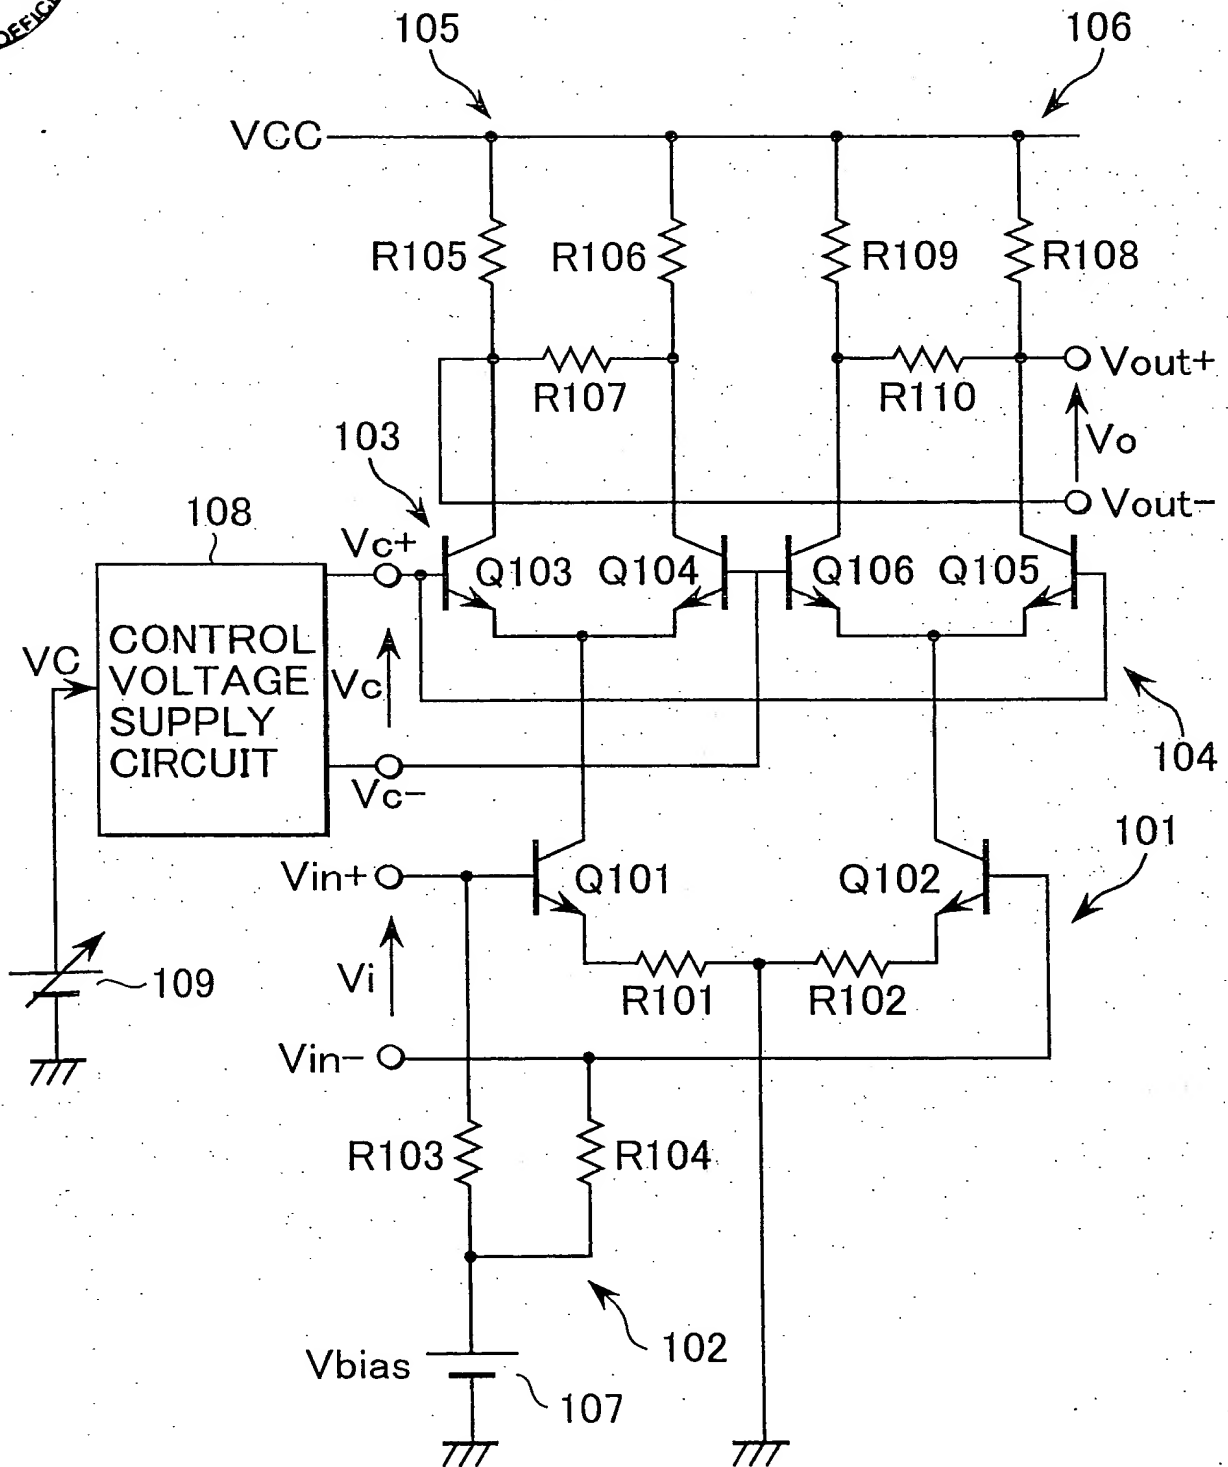 OFFICE
105
106
VCC
R105
R106
R109
R108
Vout+
R107
R110
Vo
103
Vout-
108
Vc+
Q103
Q104
Q106
Q105
CONTROL
VOLTAGE
SUPPLY
CIRCUIT
VC
Vc
104
Vc-
101
Vin+
Q101
Q102
109
Vi
R101
R102
Vin-
R103
R104
102
Vbias
107